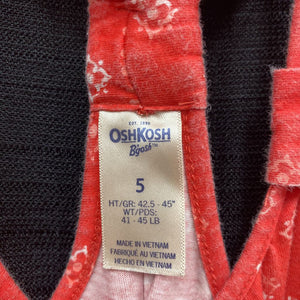 EST. 1895
OSHKOSH
B'gosh™
5
HT/GR: 42.5 - 45"
WT/PDS:
41 - 45 LB
MADE IN VIETNAM
FABRIQUÉ AU VIETNAM
HECHO EN VIETNAM